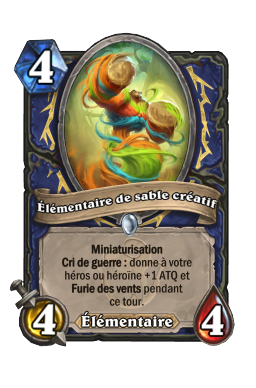 4
Élémentaire de sable créatif
Miniaturisation
Cri de guerre : donne à votre
héros ou héroïne +1 ATQ et
Furie des vents pendant
ce tour.
4
Élémentaire
4